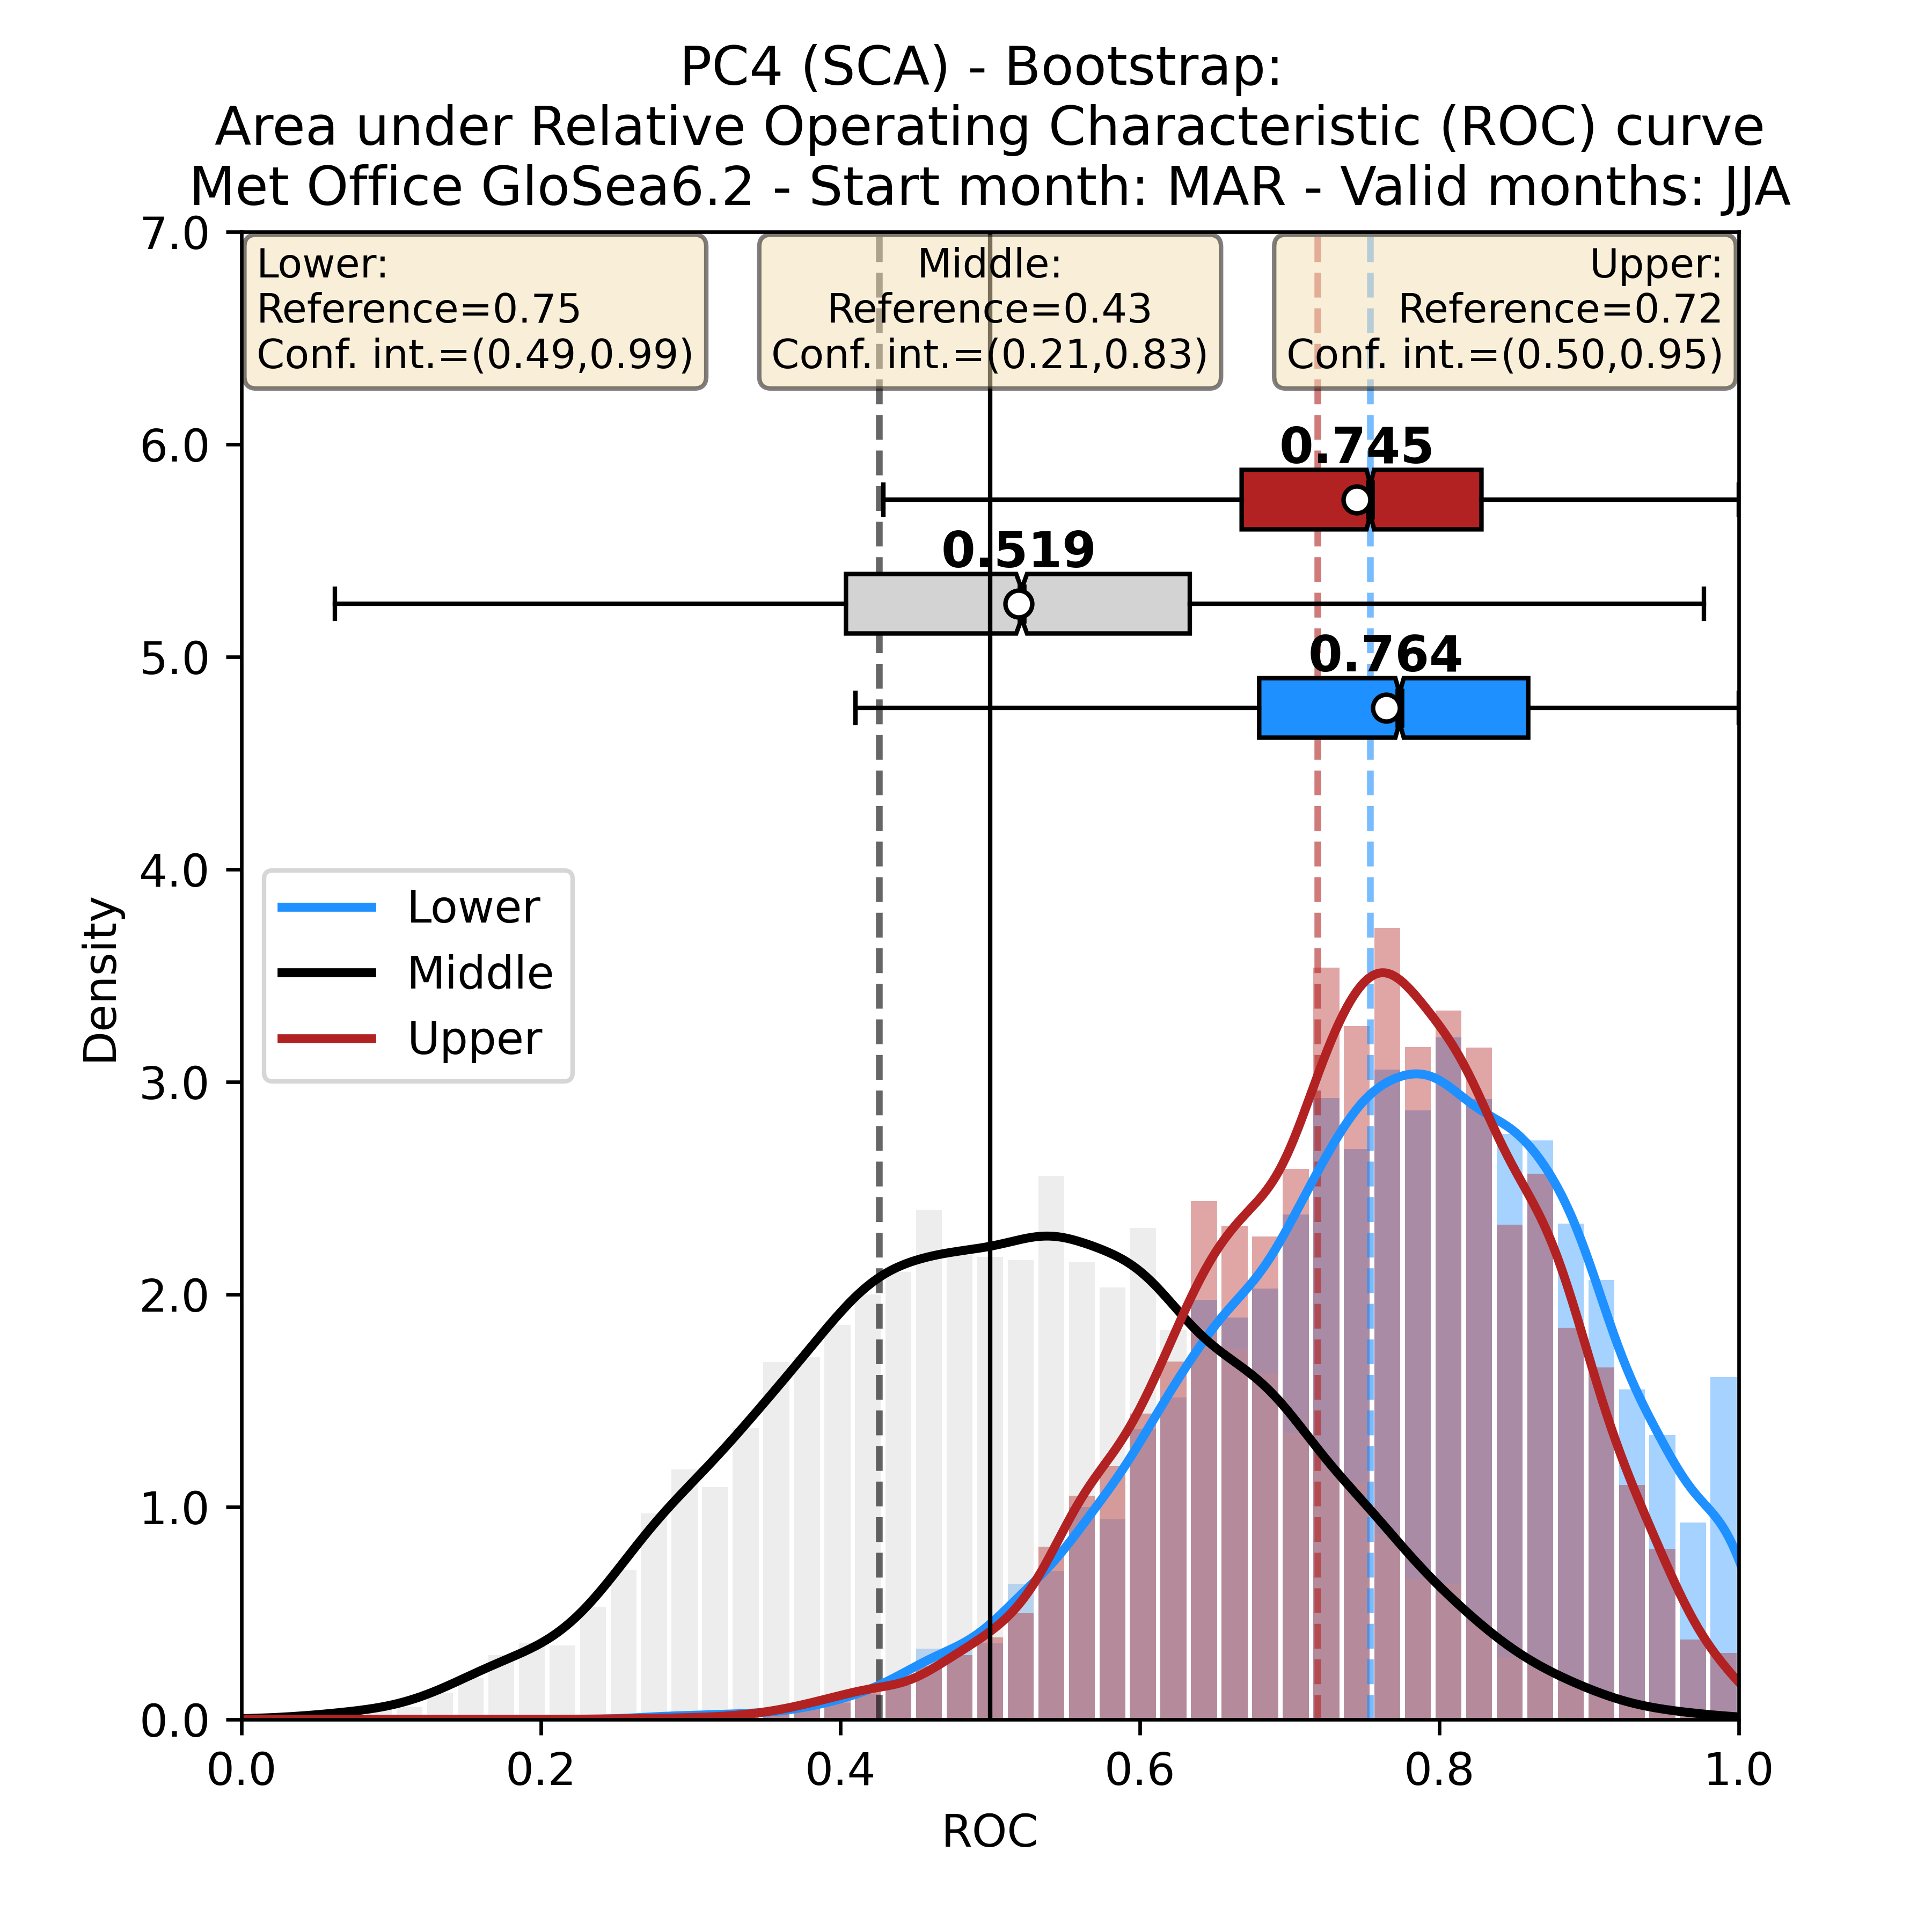 PC4 (SCA) - Bootstrap:
Area under Relative Operating Characteristic (ROC) curve
Met Office GloSea6.2 - Start month: MAR - Valid months: JJA
Lower:
Reference=0.75
Conf. int.=(0.49,0.99)
Middle:
Reference=0.43
Conf. int.=(0.21,0.83)
Upper:
Reference=0.72
Conf. int.=(0.50,0.95)
7.0
6.0
5.0
4.0
3.0
2.0
1.0
0.0
Density
0.745
0.519
0.764
Lower
Middle
Upper
0.0
0.2
0.4
0.6
0.8
1.0
ROC